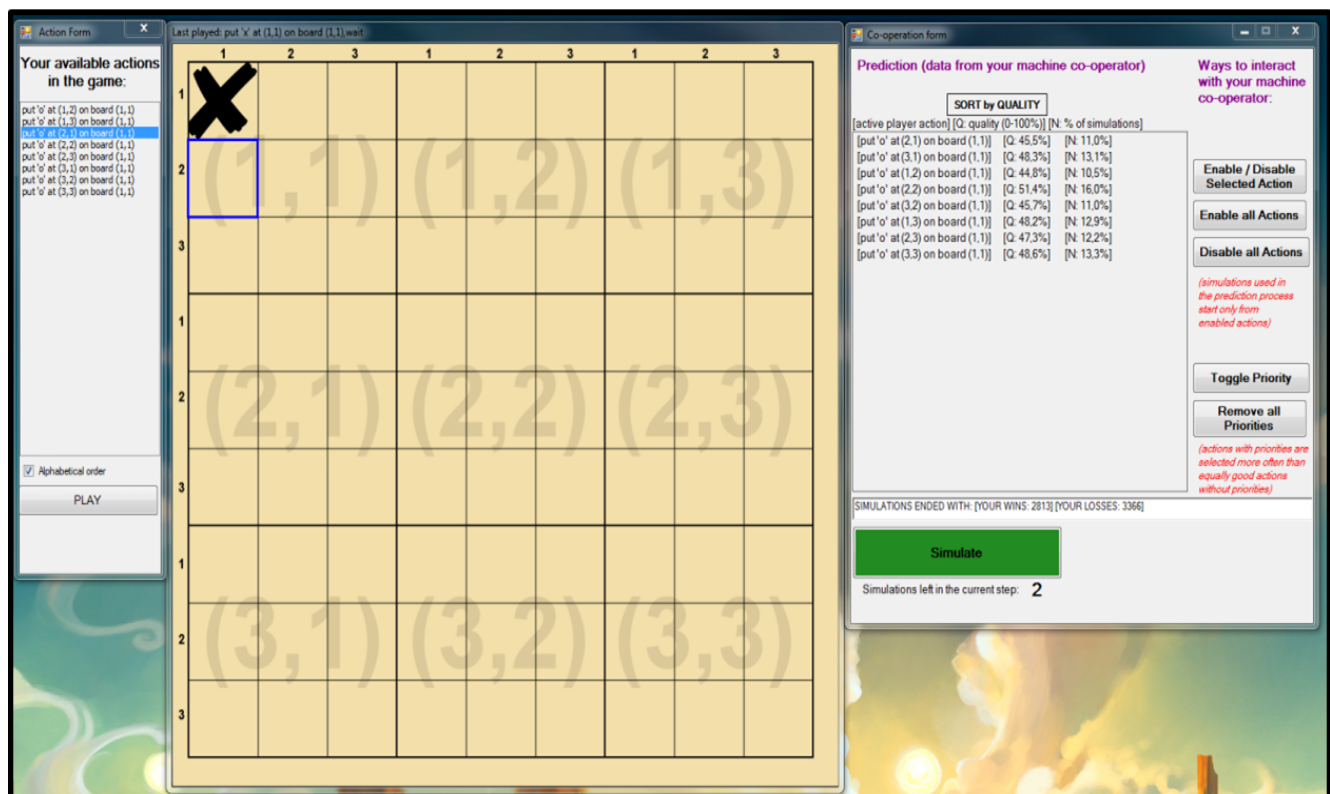 Action Form
X
Your available actions
in the game:
put 'o' at (1,2) on board (1,1)
put 'o' at (1,3) on board (1,1)
put 'o' at (2,1) on board (1,1)
put 'o' at (2,2) on board (1,1)
put 'o' at (2,3) on board (1,1)
put 'o' at (3,1) on board (1,1)
put 'o' at (3,2) on board (1,1)
put 'o' at (3,3) on board (1,1)
Alphabetical order
PLAY
Last played: put 'x' at (1,1) on board (1,1),wait
1 2 3 1 2 3 1 2 3
1
2
(1,1) (1,2) (1,3)
3
1
2
(2,1) (2,2) (2,3)
3
1
2
(3,1) (3,2) (3,3)
3
Co-operation form
X
Prediction (data from your machine co-operator)
SORT by QUALITY
[active player action] [Q: quality (0-100%)] [N: % of simulations]
[put 'o' at (2,1) on board (1,1)] [Q: 45,5%] [N: 11,0%]
[put 'o' at (3,1) on board (1,1)] [Q: 48,3%] [N: 13,1%]
[put 'o' at (1,2) on board (1,1)] [Q: 44,8%] [N: 10,5%]
[put 'o' at (2,2) on board (1,1)] [Q: 51,4%] [N: 16,0%]
[put 'o' at (3,2) on board (1,1)] [Q: 45,7%] [N: 11,0%]
[put 'o' at (1,3) on board (1,1)] [Q: 48,2%] [N: 12,9%]
[put 'o' at (2,3) on board (1,1)] [Q: 47,3%] [N: 12,2%]
[put 'o' at (3,3) on board (1,1)] [Q: 48,6%] [N: 13,3%]
SIMULATIONS ENDED WITH: [YOUR WINS: 2813] [YOUR LOSSES: 3366]
Simulate
Simulations left in the current step: 2
Ways to interact
with your machine
co-operator:
Enable / Disable
Selected Action
Enable all Actions
Disable all Actions
(simulations used in
the prediction process
start only from
enabled actions)
Toggle Priority
Remove all
Priorities
(actions with priorities are
selected more often than
equally good actions
without priorities)